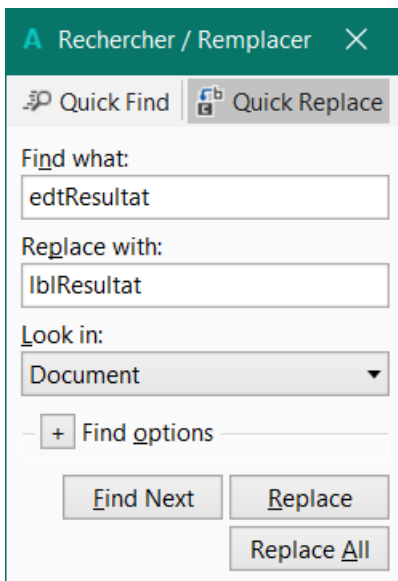 A Rechercher / Remplacer
Quick Find Quick Replace
Find what:
edtResultat
Replace with:
lblResultat
Look in:
Document
+ Find options
Find Next Replace
Replace All